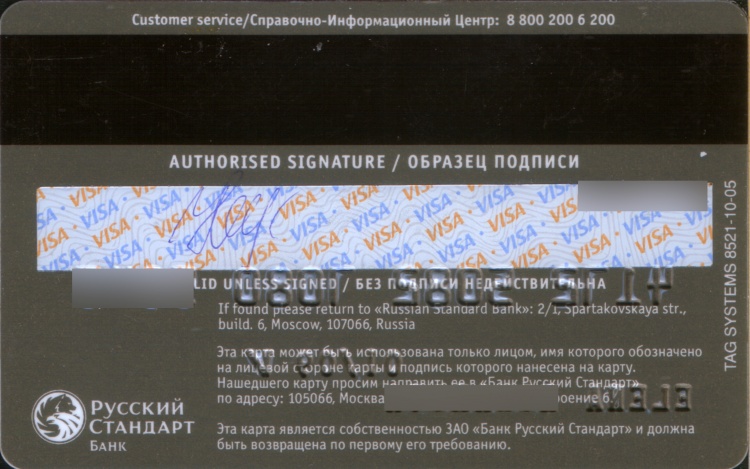 Customer service/Справочно-Информационный Центр: 8 800 200 6 200
AUTHORISED SIGNATURE / ОБРАЗЕЦ ПОДПИСИ
VISA
UNLESS SIGNED / БЕЗ ПОДПИСИ НЕДЕЙСТВИТЕЛЬНА
If found please return to «Russian Standard Bank»: 2/1, Spartakovskaya str.,
build. 6, Moscow, 107066, Russia
Эта карта может быть использована только лицом, имя которого обозначено
на лицевой стороне карты и подпись которого нанесена на карту.
Нашедшего карту просим направить ее в «Банк Русский Стандарт»
по адресу: 105066, Москва
Эта карта является собственностью ЗАО «Банк Русский Стандарт» и должна
быть возвращена по первому его требованию.
РУССКИЙ
СТАНДАРТ
БАНК
TAG SYSTEMS 8521-10-05